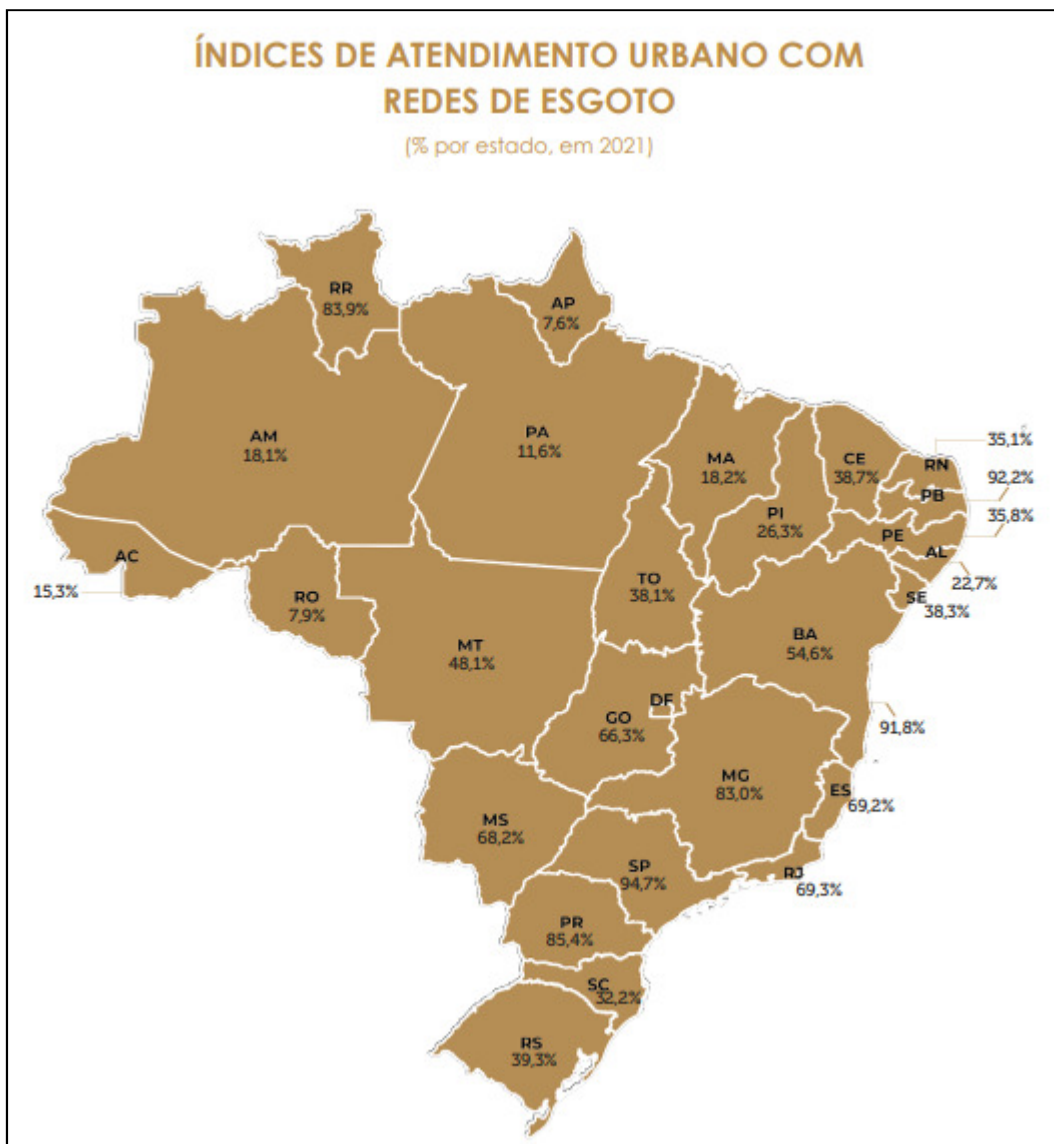 ÍNDICES DE ATENDIMENTO URBANO COM
REDES DE ESGOTO
(% por estado, em 2021)
RR
83,9%
AP
7,6%
AM
18,1%
PA
11,6%
MA
18,2%
CE
38,7%
35,1%
RN
92,2%
PB
35,8%
PI
26,3%
PE
AL
22,7%
AC
15,3%
RO
7,9%
TO
38,1%
SE
38,3%
MT
48,1%
BA
54,6%
DF
91,8%
GO
66,3%
MG
83,0%
ES
69,2%
MS
68,2%
SP
94,7%
RJ
69,3%
PR
85,4%
SC
32,2%
RS
39,3%